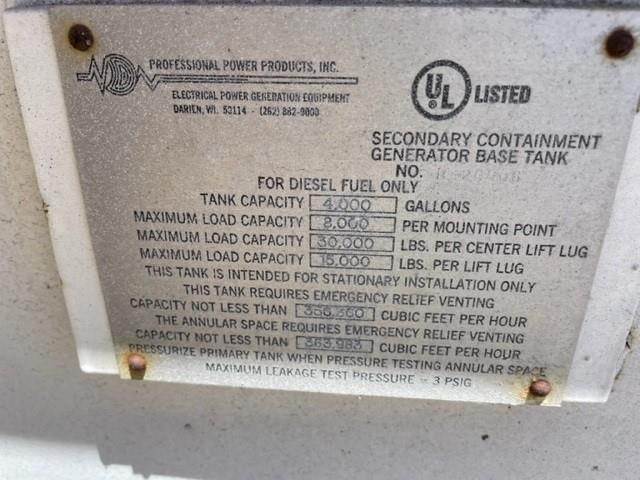 PROFESSIONAL POWER PRODUCTS, INC.
ELECTRICAL POWER GENERATION EQUIPMENT
DARIEN, WI. 53114 - (262) 882-9000
UL LISTED
®
SECONDARY CONTAINMENT
GENERATOR BASE TANK
NO.
FOR DIESEL FUEL ONLY
TANK CAPACITY 4,000 GALLONS
MAXIMUM LOAD CAPACITY 8,000 PER MOUNTING POINT
MAXIMUM LOAD CAPACITY 30,000 LBS. PER CENTER LIFT LUG
MAXIMUM LOAD CAPACITY 15,000 LBS. PER LIFT LUG
THIS TANK IS INTENDED FOR STATIONARY INSTALLATION ONLY
THIS TANK REQUIRES EMERGENCY RELIEF VENTING
CAPACITY NOT LESS THAN CUBIC FEET PER HOUR
THE ANNULAR SPACE REQUIRES EMERGENCY RELIEF VENTING
CAPACITY NOT LESS THAN 363,983 CUBIC FEET PER HOUR
PRESSURIZE PRIMARY TANK WHEN PRESSURE TESTING ANNULAR SPACE
MAXIMUM LEAKAGE TEST PRESSURE - 3 PSIG